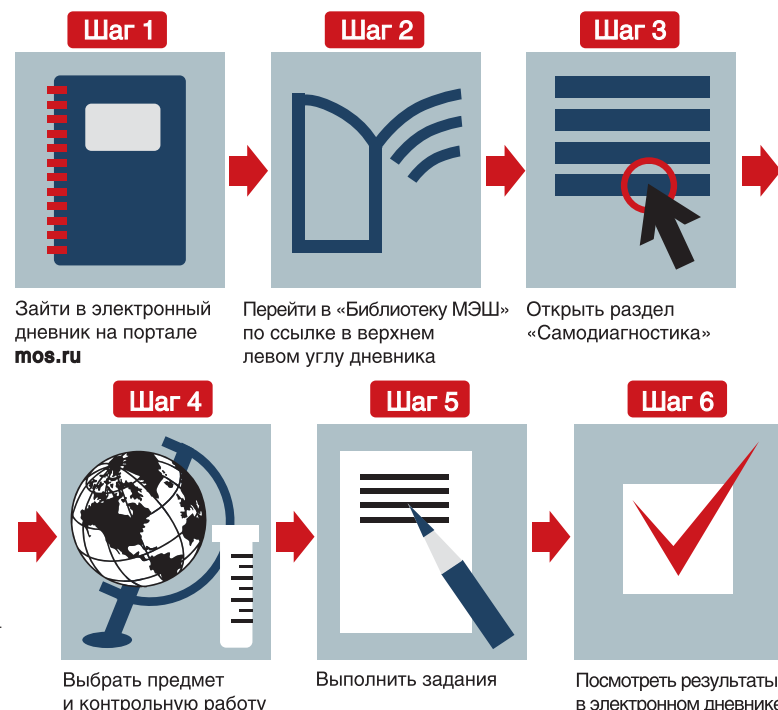 Шаг 1
Шаг 2
Шаг 3
Зайти в электронный
дневник на портале
mos.ru
Перейти в «Библиотеку МЭШ»
по ссылке в верхнем
левом углу дневника
Открыть раздел
«Самодиагностика»
Шаг 4
Шаг 5
Шаг 6
Выбрать предмет
и контрольную работу
Выполнить задания
Посмотреть результаты
в электронном дневнике